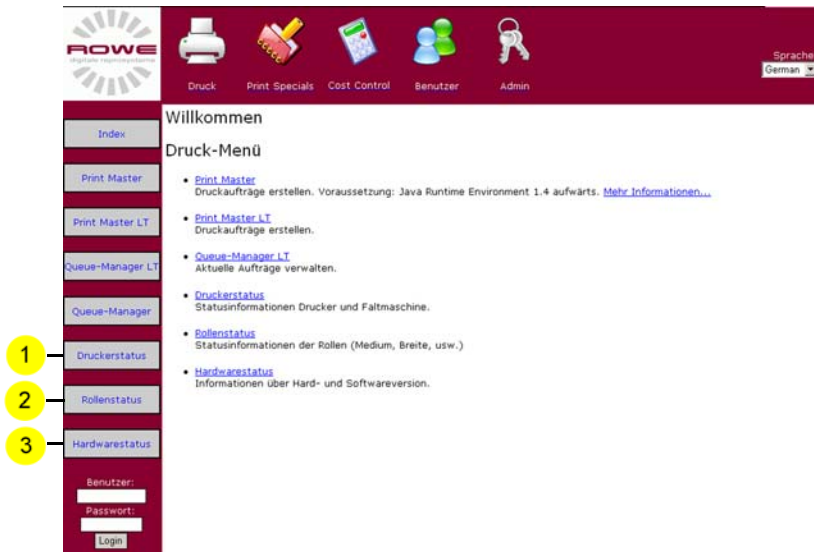 ROWE
digitale reprosysteme
Druck
Print Specials
Cost Control
Benutzer
Admin
Sprache
German
Index
Print Master
Print Master LT
Queue-Manager LT
Queue-Manager
1
Druckerstatus
2
Rollenstatus
3
Hardwarestatus
Benutzer:
Passwort:
Login
Willkommen
Druck-Menü
• Print Master
Druckaufträge erstellen. Voraussetzung: Java Runtime Environment 1.4 aufwärts. Mehr Informationen...
• Print Master LT
Druckaufträge erstellen.
• Queue-Manager LT
Aktuelle Aufträge verwalten.
• Druckerstatus
Statusinformationen Drucker und Faltmaschine.
• Rollenstatus
Statusinformationen der Rollen (Medium, Breite, usw.)
• Hardwarestatus
Informationen über Hard- und Softwareversion.